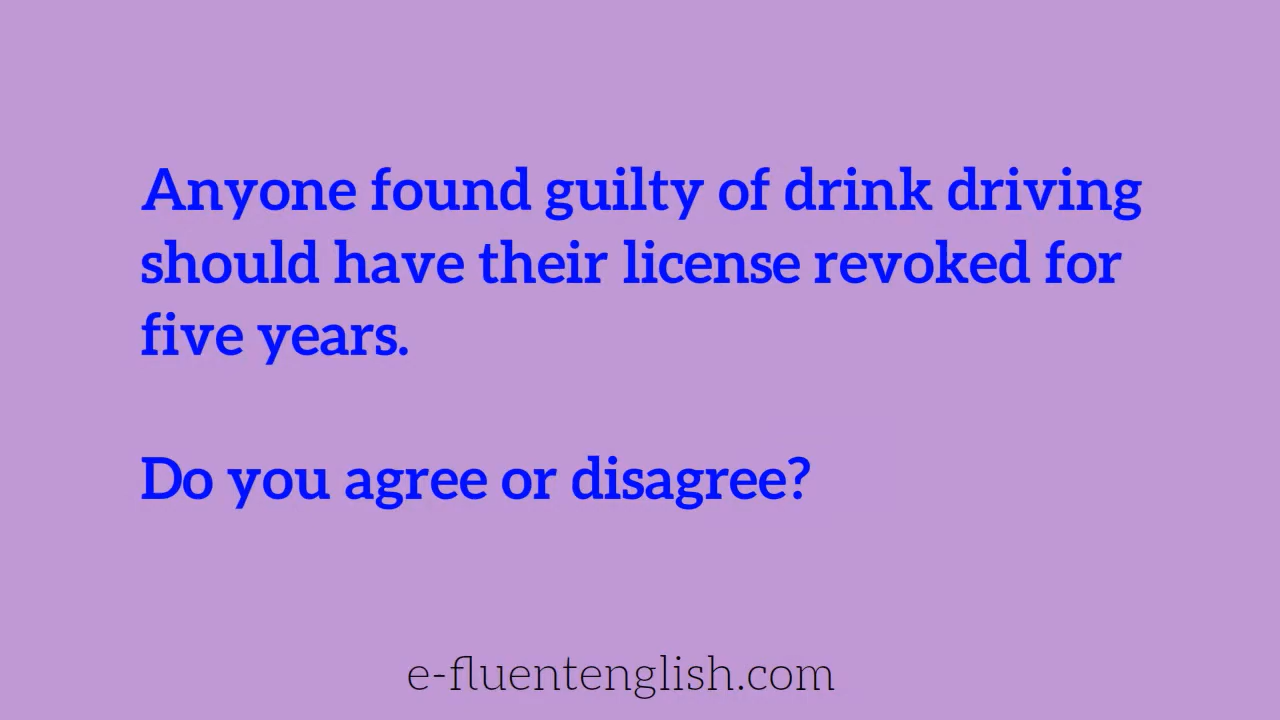 Anyone found guilty of drink driving
should have their license revoked for
five years.
Do you agree or disagree?
e-fluentenglish.com